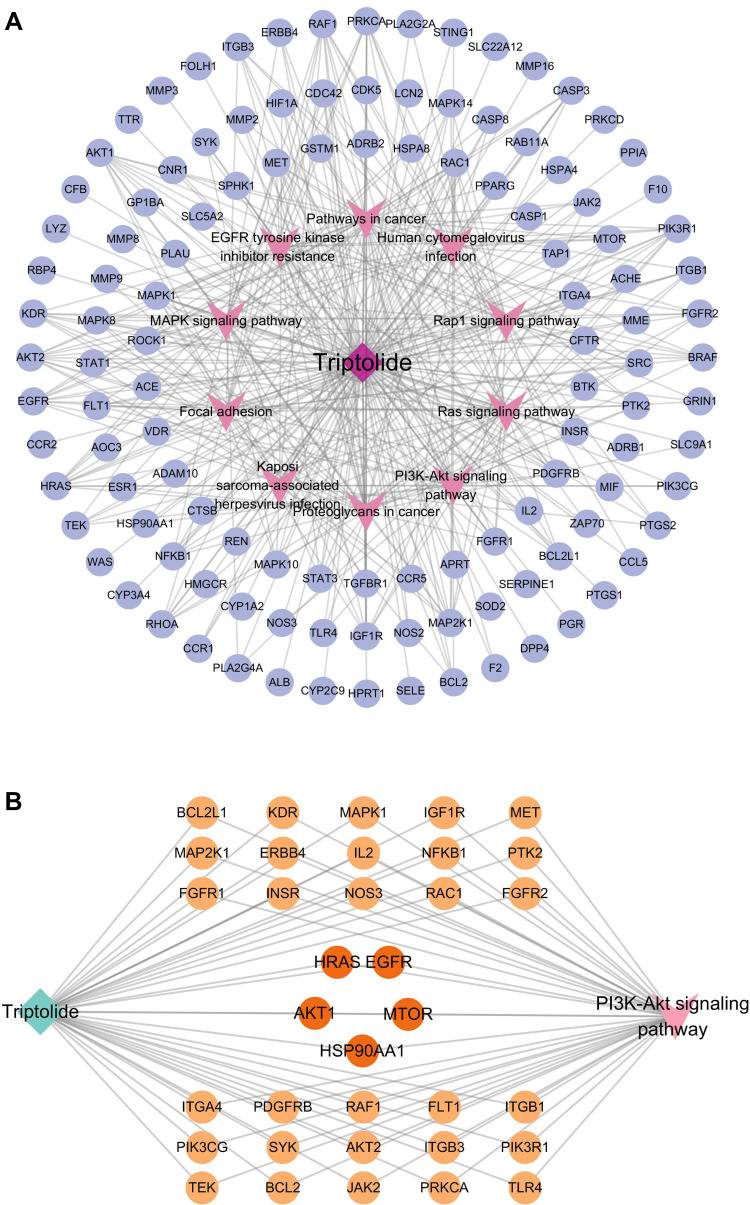 A
RAF1 PRKCA PLA2G2A
ERBB4 STING1
ITGB3 SLC22A12
FOLH1 MMP16
MMP3 CDC42 CDK5 LCN2 CASP3
HIF1A MAPK14
TTR MMP2 CASP8 PRKCD
SYK GSTM1 ADRB2 HSPA8 RAB11A
AKT1 MET RAC1 PPIA
CNR1 HSPA4
CFB SPHK1 PPARG F10
GP1BA JAK2
SLC5A2 Pathways in cancer CASP1
LYZ MMP8 EGFR tyrosine kinase Human cytomegalovirus MTOR PIK3R1
inhibitor resistance infection
PLAU TAP1
RBP4 MMP9 ACHE ITGB1
MAPK1 ITGA4
KDR MAPK8 MAPK signaling pathway Rap1 signaling pathway MME FGFR2
ROCK1 CFTR
AKT2 STAT1 Triptolide SRC BRAF
ACE BTK
EGFR FLT1 PTK2 GRIN1
Focal adhesion Ras signaling pathway
VDR INSR
CCR2 AOC3 ADRB1 SLC9A1
Kaposi
ADAM10 PI3K-Akt signaling PDGFRB
HRAS ESR1 sarcoma-associated pathway MIF PIK3CG
herpesvirus infection
CTSB Proteoglycans in cancer IL2
TEK HSP90AA1 ZAP70 PTGS2
REN FGFR1
WAS NFKB1 BCL2L1 CCL5
MAPK10 STAT3 TGFBR1 CCR5 APRT
CYP3A4 HMGCR SERPINE1 PTGS1
CYP1A2 SOD2
RHOA NOS3 TLR4 IGF1R NOS2 MAP2K1 PGR
CCR1 DPP4
PLA2G4A F2
ALB CYP2C9 HPRT1 SELE BCL2
B
BCL2L1 KDR MAPK1 IGF1R MET
MAP2K1 ERBB4 IL2 NFKB1 PTK2
FGFR1 INSR NOS3 RAC1 FGFR2
HRAS EGFR
Triptolide AKT1 MTOR PI3K-Akt signaling
pathway
HSP90AA1
ITGA4 PDGFRB RAF1 FLT1 ITGB1
PIK3CG SYK AKT2 ITGB3 PIK3R1
TEK BCL2 JAK2 PRKCA TLR4